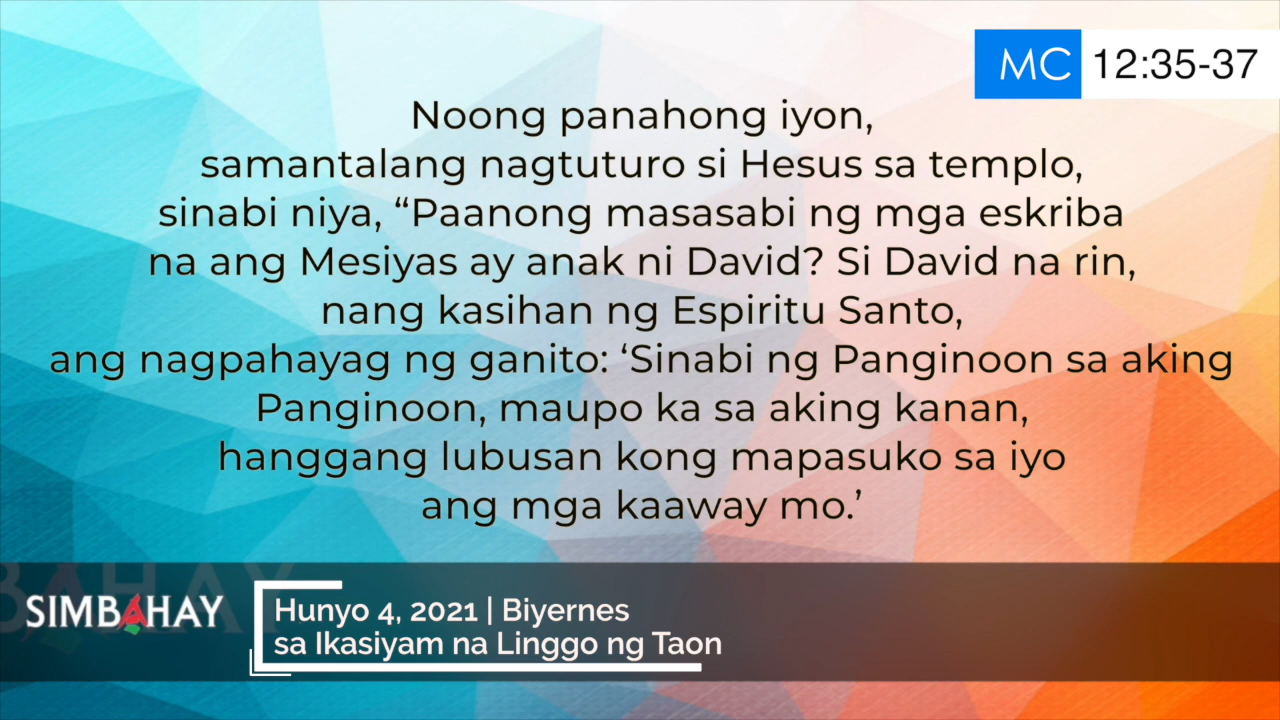 MC 12:35-37
Noong panahong iyon,
samantalang nagtuturo si Hesus sa templo,
sinabi niya, “Paanong masasabi ng mga eskriba
na ang Mesiyas ay anak ni David? Si David na rin,
nang kasihan ng Espiritu Santo,
ang nagpahayag ng ganito: ‘Sinabi ng Panginoon sa aking
Panginoon, maupo ka sa aking kanan,
hanggang lubusan kong mapasuko sa iyo
ang mga kaaway mo.’
SIMBAHAY
Hunyo 4, 2021 | Biyernes
sa Ikasiyam na Linggo ng Taon